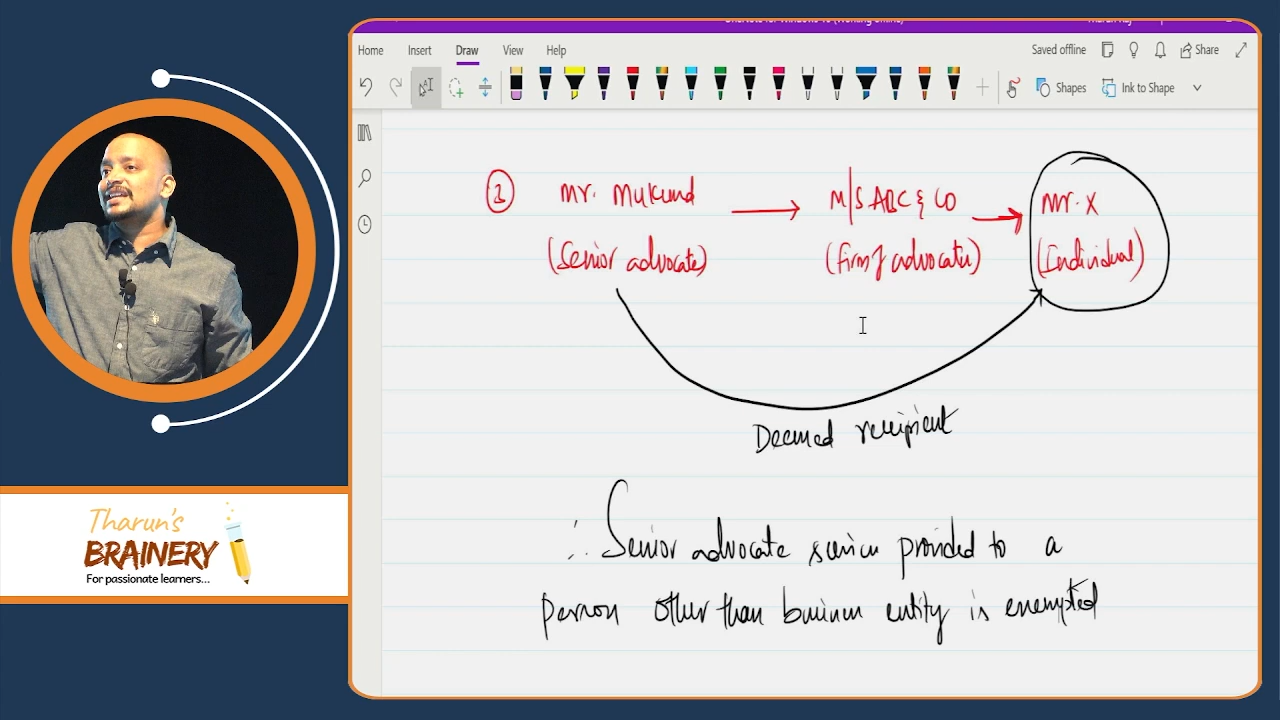 Home Insert Draw View Help Saved offline Share
Shapes Ink to Shape
② Mr. Mukund → M/S ABC & CO → Mr. X
(Senior advocate) (Firm of advocate) (Individual)
Deemed recipient
∴ Senior advocate service provided to a
person other than business entity is exempted
Tharun's
BRAINERY
For passionate learners...